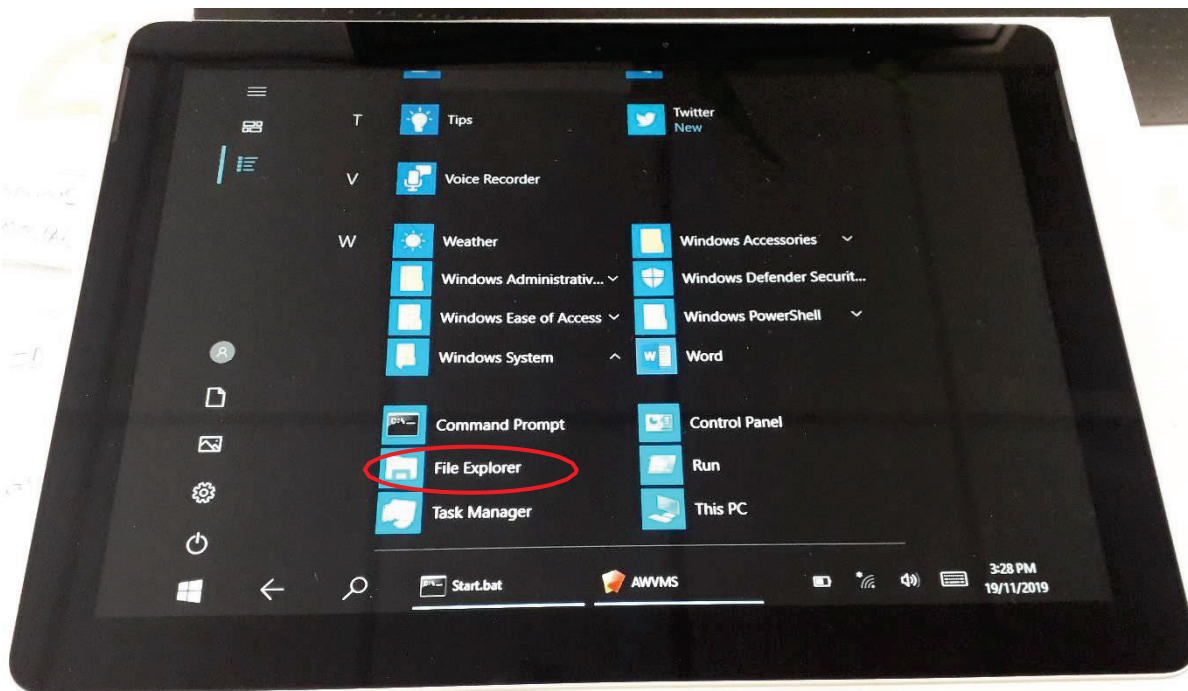 T
Tips
Twitter
New
V
Voice Recorder
W
Weather
Windows Accessories
Windows Administrativ...
Windows Defender Securit...
Windows Ease of Access
Windows PowerShell
Windows System
Word
Command Prompt
Control Panel
File Explorer
Run
Task Manager
This PC
Start.bat
AWVMS
3:28 PM
19/11/2019